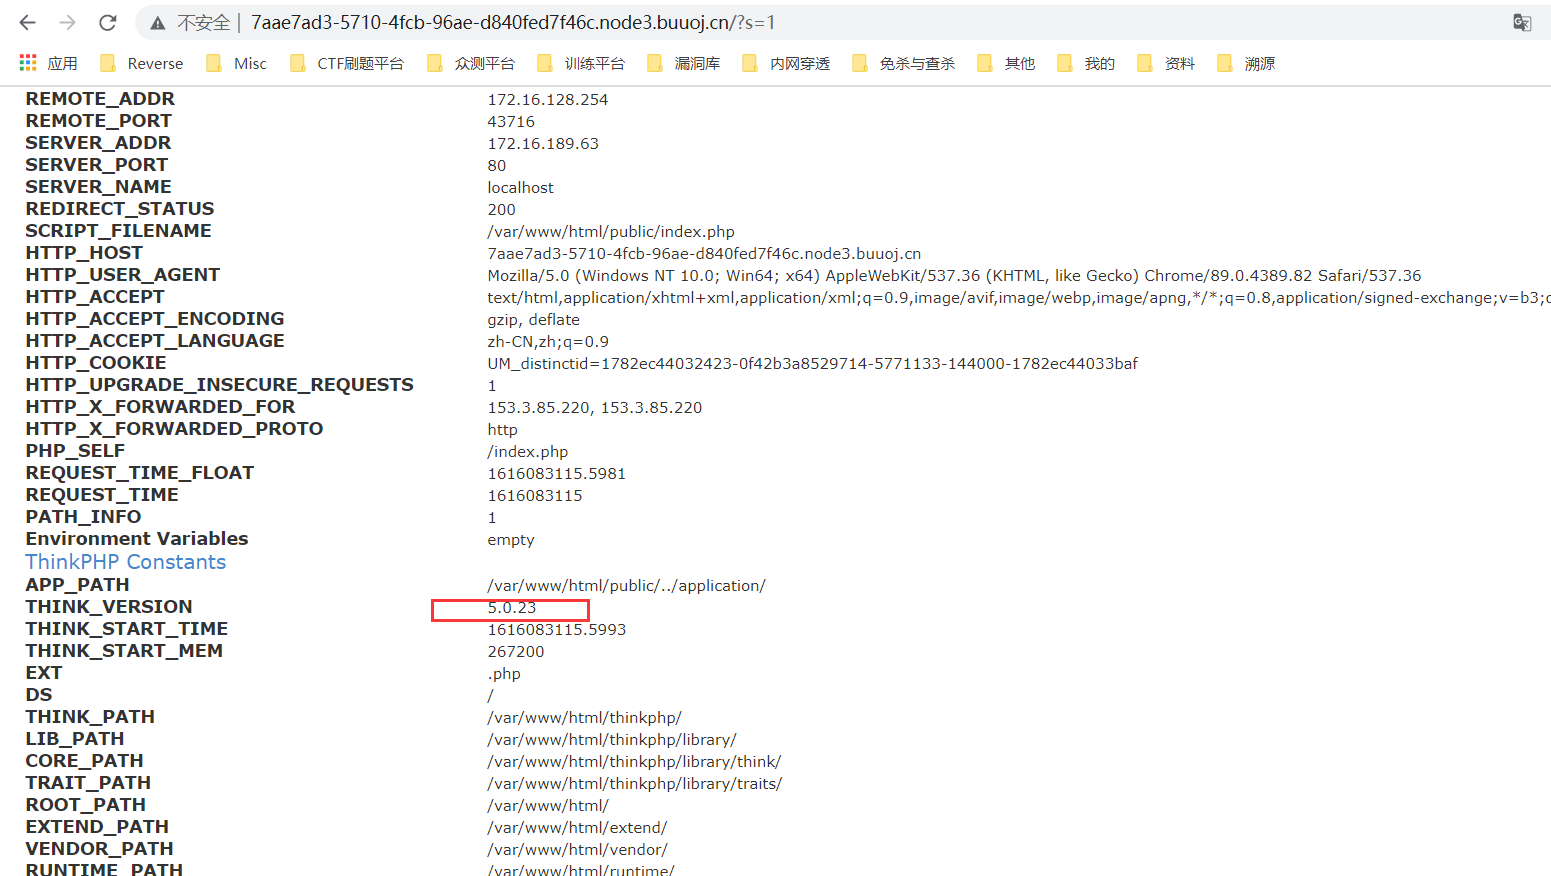 不安全 | 7aae7ad3-5710-4fcb-96ae-d840fed7f46c.node3.buuoj.cn/?s=1
应用 Reverse Misc CTF刷题平台 众测平台 训练平台 漏洞库 内网穿透 免杀与查杀 其他 我的 资料 溯源
REMOTE_ADDR 172.16.128.254
REMOTE_PORT 43716
SERVER_ADDR 172.16.189.63
SERVER_PORT 80
SERVER_NAME localhost
REDIRECT_STATUS 200
SCRIPT_FILENAME /var/www/html/public/index.php
HTTP_HOST 7aae7ad3-5710-4fcb-96ae-d840fed7f46c.node3.buuoj.cn
HTTP_USER_AGENT Mozilla/5.0 (Windows NT 10.0; Win64; x64) AppleWebKit/537.36 (KHTML, like Gecko) Chrome/89.0.4389.82 Safari/537.36
HTTP_ACCEPT text/html,application/xhtml+xml,application/xml;q=0.9,image/avif,image/webp,image/apng,*/*;q=0.8,application/signed-exchange;v=b3;
HTTP_ACCEPT_ENCODING gzip, deflate
HTTP_ACCEPT_LANGUAGE zh-CN,zh;q=0.9
HTTP_COOKIE UM_distinctid=1782ec44032423-0f42b3a8529714-5771133-144000-1782ec44033baf
HTTP_UPGRADE_INSECURE_REQUESTS 1
HTTP_X_FORWARDED_FOR 153.3.85.220, 153.3.85.220
HTTP_X_FORWARDED_PROTO http
PHP_SELF /index.php
REQUEST_TIME_FLOAT 1616083115.5981
REQUEST_TIME 1616083115
PATH_INFO 1
Environment Variables empty
ThinkPHP Constants
APP_PATH /var/www/html/public/../application/
THINK_VERSION 5.0.23
THINK_START_TIME 1616083115.5993
THINK_START_MEM 267200
EXT .php
DS /
THINK_PATH /var/www/html/thinkphp/
LIB_PATH /var/www/html/thinkphp/library/
CORE_PATH /var/www/html/thinkphp/library/think/
TRAIT_PATH /var/www/html/thinkphp/library/traits/
ROOT_PATH /var/www/html/
EXTEND_PATH /var/www/html/extend/
VENDOR_PATH /var/www/html/vendor/
RUNTIME_PATH /var/www/html/runtime/